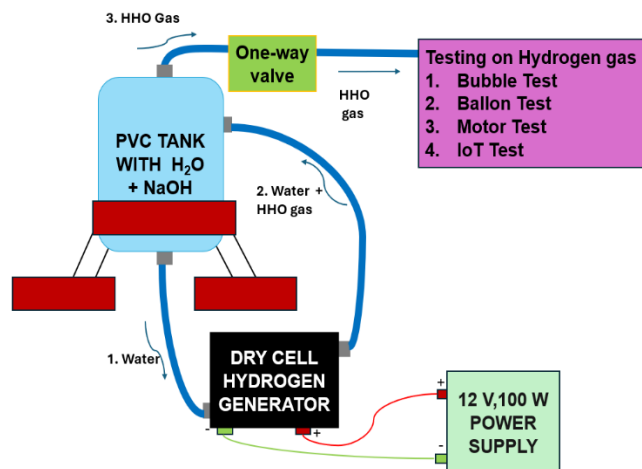 3. HHO Gas
One-way
valve
HHO
gas
Testing on Hydrogen gas
1. Bubble Test
2. Ballon Test
3. Motor Test
4. IoT Test
PVC TANK
WITH H₂O
+ NaOH
2. Water +
HHO gas
1. Water
DRY CELL
HYDROGEN
GENERATOR
- +
+
-
12 V,100 W
POWER
SUPPLY